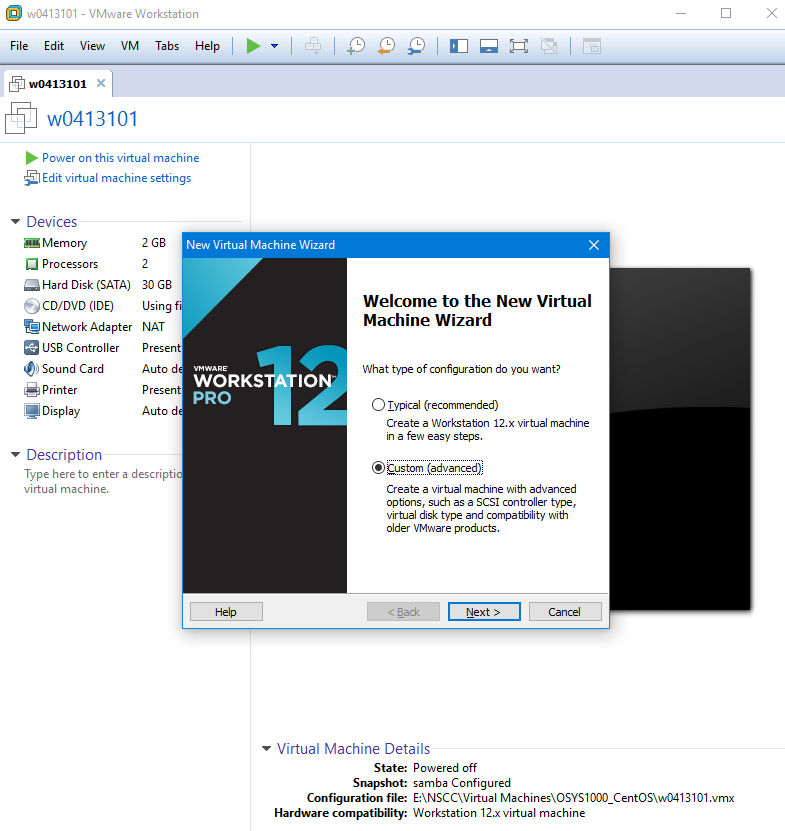 w0413101 - VMware Workstation
File Edit View VM Tabs Help
w0413101
w0413101
Power on this virtual machine
Edit virtual machine settings
Devices
Memory 2 GB
Processors 2
Hard Disk (SATA) 30 GB
CD/DVD (IDE) Using fi
Network Adapter NAT
USB Controller Present
Sound Card Auto de
Printer Present
Display Auto de
Description
Type here to enter a descriptio
virtual machine.
New Virtual Machine Wizard
VMWARE
WORKSTATION™
PRO
12
Welcome to the New Virtual
Machine Wizard
What type of configuration do you want?
Typical (recommended)
Create a Workstation 12.x virtual machine
in a few easy steps.
Custom (advanced)
Create a virtual machine with advanced
options, such as a SCSI controller type,
virtual disk type and compatibility with
older VMware products.
Help < Back Next > Cancel
Virtual Machine Details
State: Powered off
Snapshot: samba Configured
Configuration file: E:\NSCC\Virtual Machines\OSYS1000_CentOS\w0413101.vmx
Hardware compatibility: Workstation 12.x virtual machine